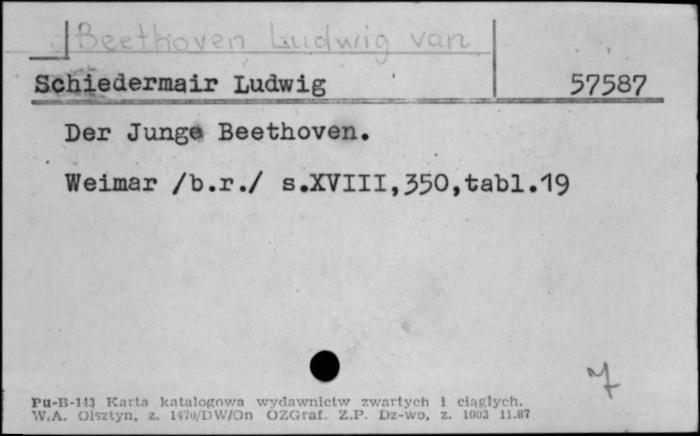 Beethoven Ludwig van
Schiedermair Ludwig 57587
Der Junge Beethoven.
Weimar /b.r./ s.XVIII,350,tabl.19
7
Pu-B-143 Karta katalogowa wydawnictw zwartych i ciągłych.
W.A. Olsztyn, z. 1470/DW/On OZGraf. Z.P. Dz-wo, z. 1003 11.87